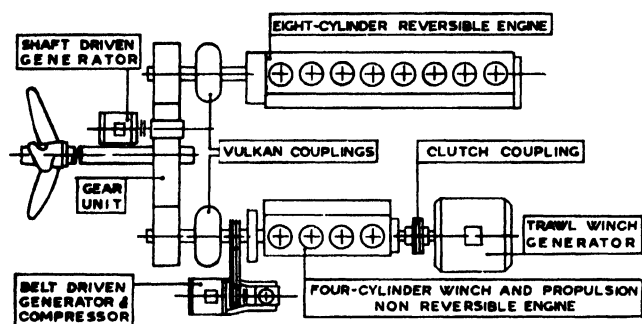 EIGHT-CYLINDER REVERSIBLE ENGINE
SHAFT DRIVEN
GENERATOR
VULKAN COUPLINGS
CLUTCH COUPLING
GEAR
UNIT
TRAWL WINCH
GENERATOR
BELT DRIVEN
GENERATOR &
COMPRESSOR
FOUR-CYLINDER WINCH AND PROPULSION
NON REVERSIBLE ENGINE